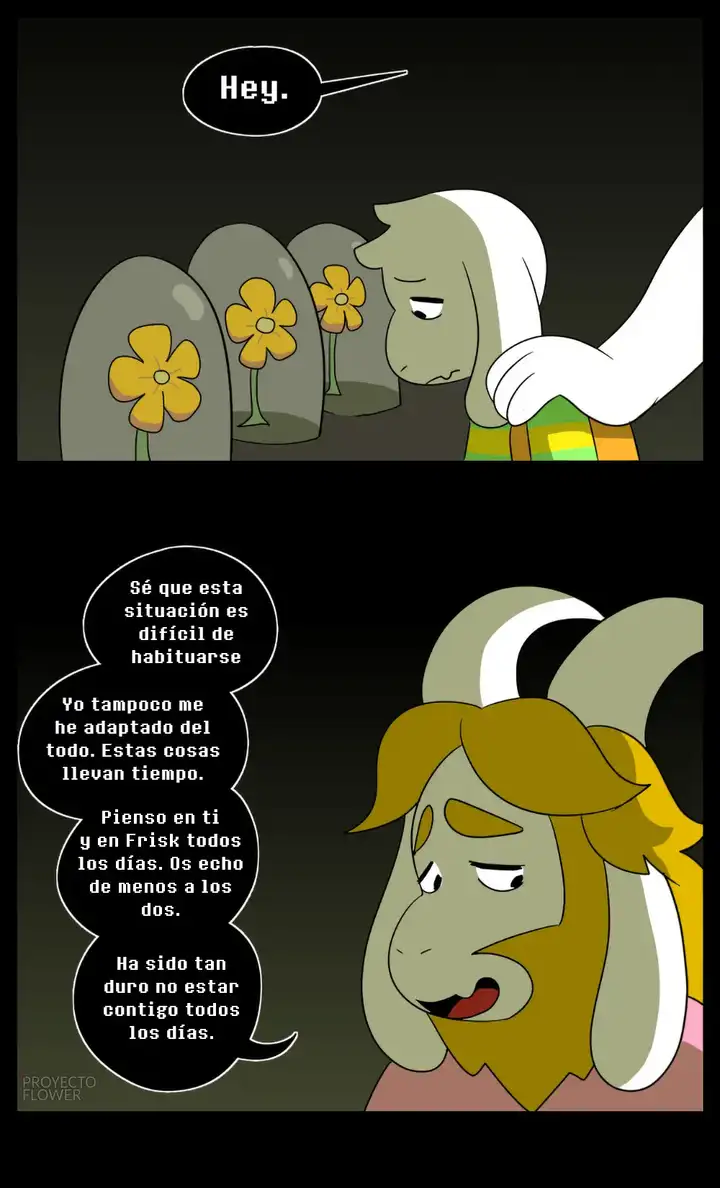 Hey.
Sé que esta
situación es
difícil de
habituarse
Yo tampoco me
he adaptado del
todo. Estas cosas
llevan tiempo.
Pienso en ti
y en Frisk todos
los días. Os echo
de menos a los
dos.
Ha sido tan
duro no estar
contigo todos
los días.
PROYECTO
FLOWER